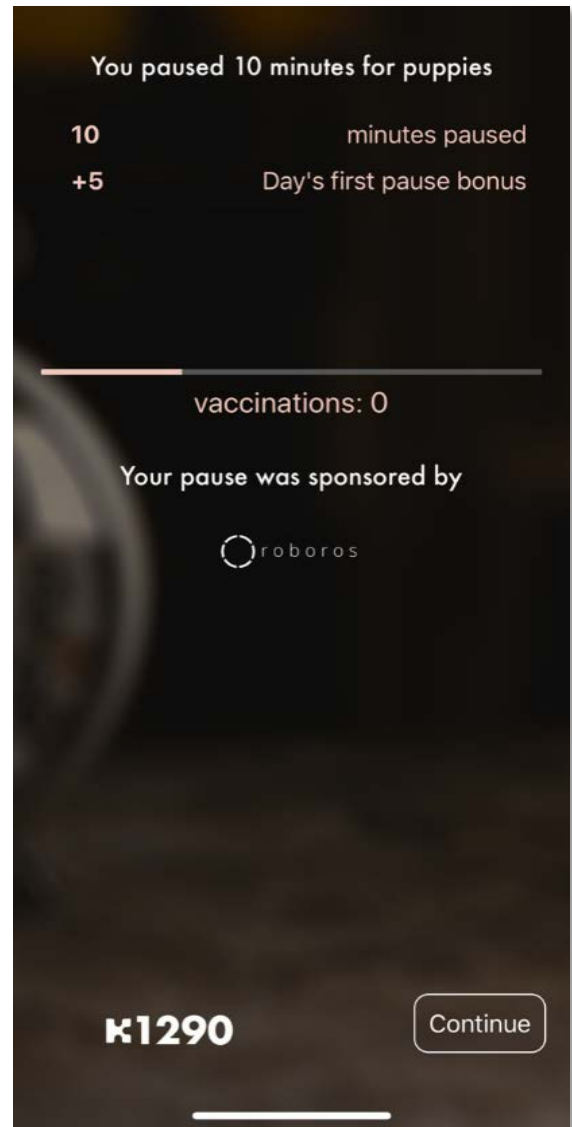 You paused 10 minutes for puppies
10 minutes paused
+5 Day's first pause bonus
vaccinations: 0
Your pause was sponsored by
roboros
K1290
Continue